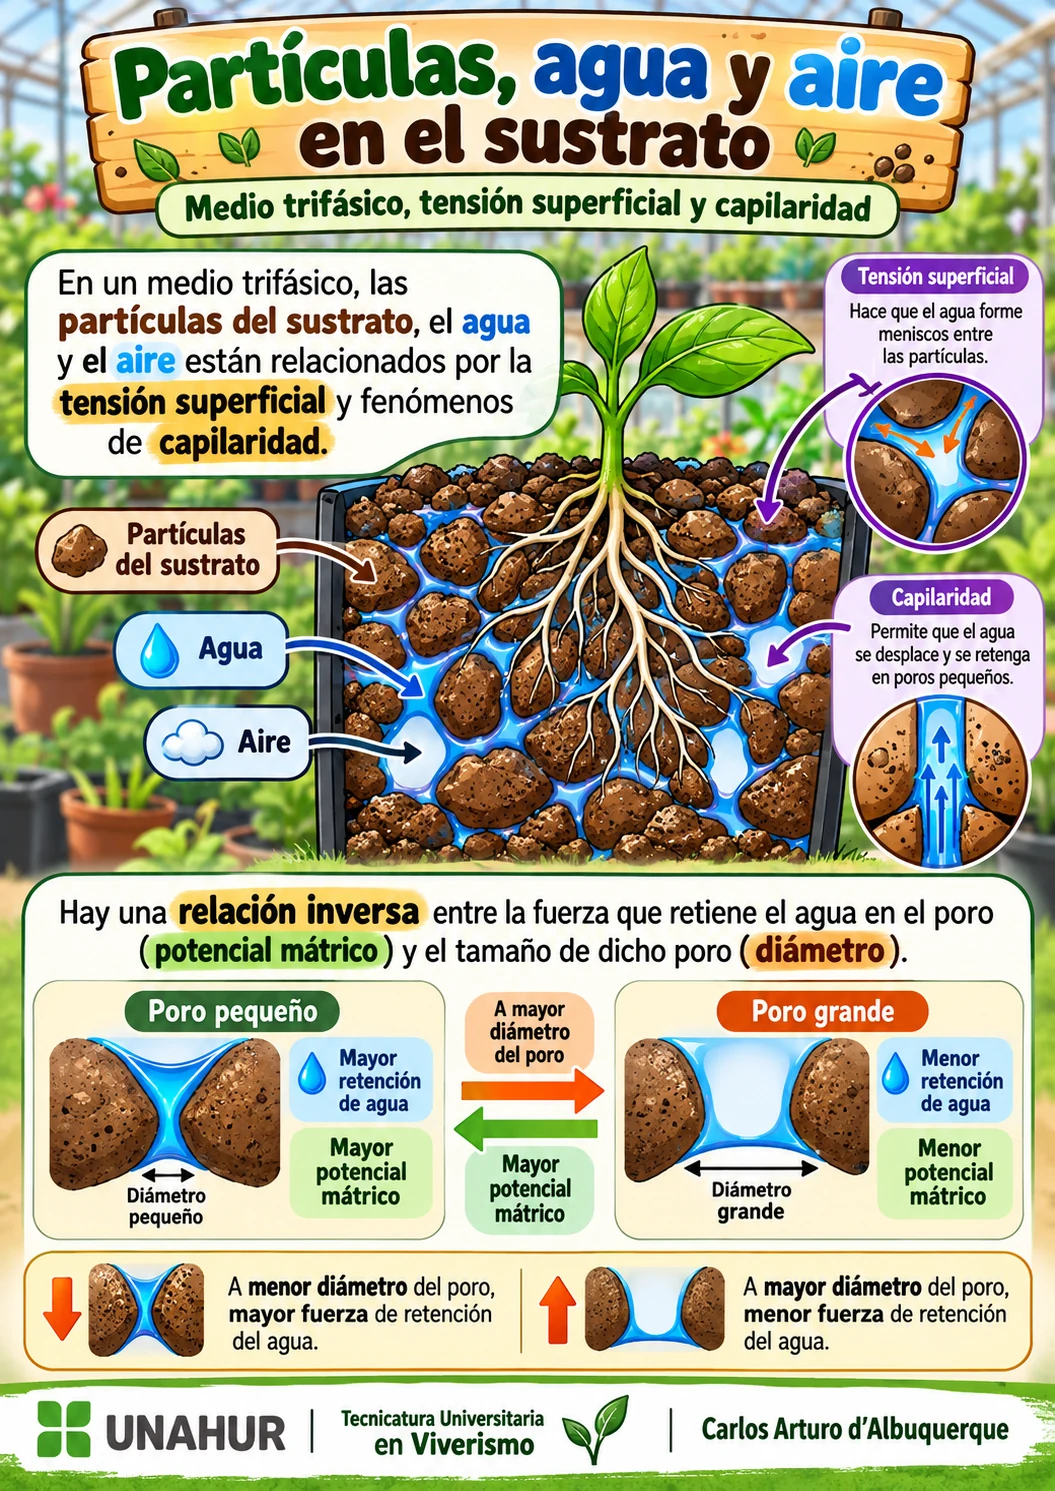 Partículas, agua y aire
en el sustrato
Medio trifásico, tensión superficial y capilaridad
En un medio trifásico, las
partículas del sustrato, el agua
y el aire están relacionados por la
tensión superficial y fenómenos
de capilaridad.
Tensión superficial
Hace que el agua forme
meniscos entre
las partículas.
Partículas
del sustrato
Agua
Aire
Capilaridad
Permite que el agua
se desplace y se retenga
en poros pequeños.
Hay una relación inversa entre la fuerza que retiene el agua en el poro
(potencial mátrico) y el tamaño de dicho poro (diámetro).
Poro pequeño
Mayor
retención
de agua
Mayor
potencial
mátrico
Diámetro
pequeño
A mayor
diámetro
del poro
Mayor
potencial
mátrico
Poro grande
Menor
retención
de agua
Menor
potencial
mátrico
Diámetro
grande
A menor diámetro del poro,
mayor fuerza de retención
del agua.
A mayor diámetro del poro,
menor fuerza de retención
del agua.
UNAHUR
Tecnicatura Universitaria
en Viverismo
Carlos Arturo d'Albuquerque